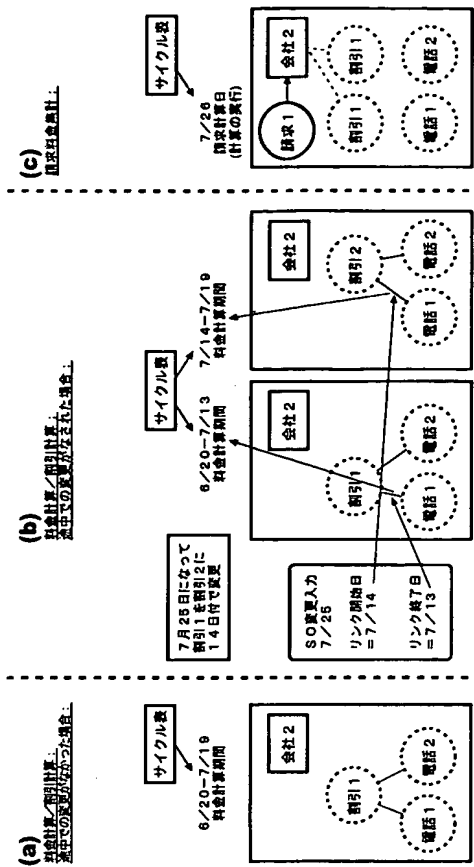 (a)
料金計算／割引計算：
途中での変更がなかった場合：
サイクル表
6/20−7/19
料金計算期間
会社2
割引1
電話1
電話2
(b)
料金計算／割引計算：
途中での変更がなされた場合：
7月25日になって
割引1を割引2に
14日付で変更
サイクル表
6/20−7/13
料金計算期間
7/14−7/19
料金計算期間
SO変更入力
7/25
リンク開始日
＝7/14
リンク終了日
＝7/13
会社2
割引1
電話1
電話2
会社2
割引2
電話1
電話2
(c)
請求料金集計：
サイクル表
7/26
請求計算日
(計算の実行)
請求1
会社2
割引1
割引1
電話1
電話2